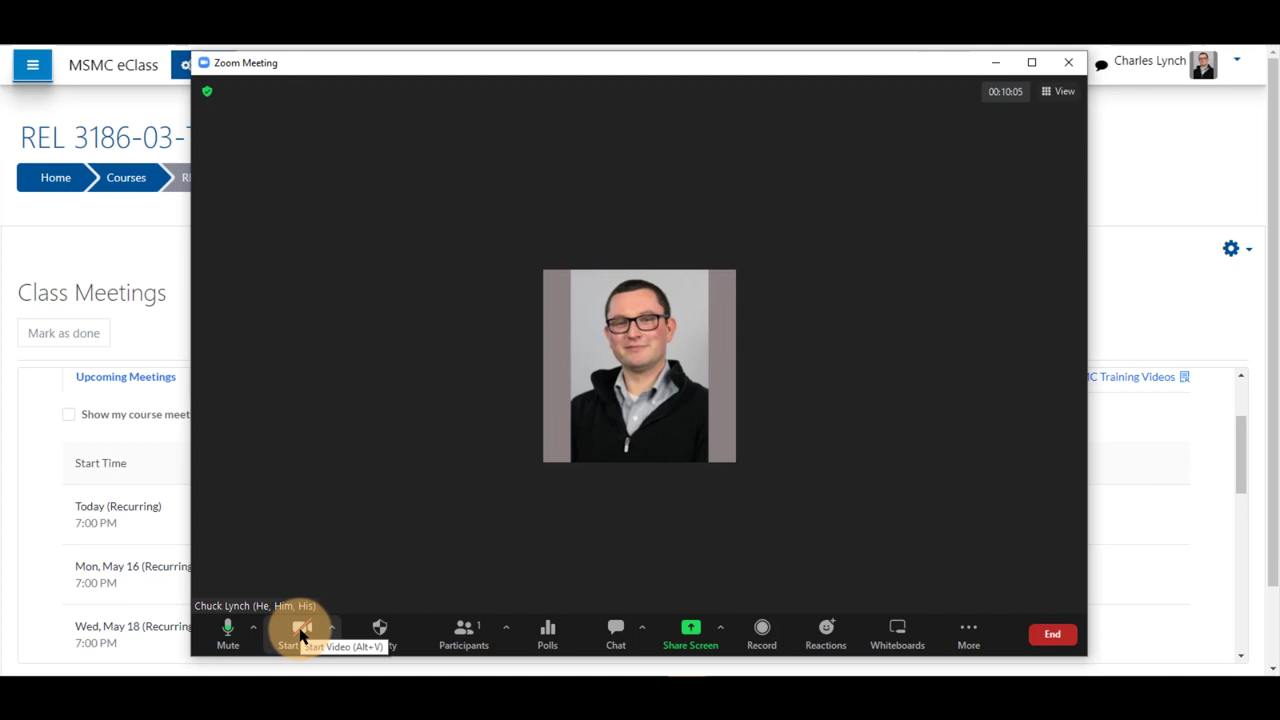 MSMC eClass
Zoom Meeting
Charles Lynch
00:10:05
View
REL 3186-03-
Home
Courses
Class Meetings
Mark as done
Upcoming Meetings
Training Videos
Show my course
Start Time
Today (Recurring)
7:00 PM
Mon, May 16 (Recurring
7:00 PM
Wed, May 18 (Recurring
7:00 PM
Chuck Lynch (He, Him, His)
Start Video (Alt+V)
Mute
Start
Participants
1
Polls
Chat
Share Screen
Record
Reactions
Whiteboards
More
End